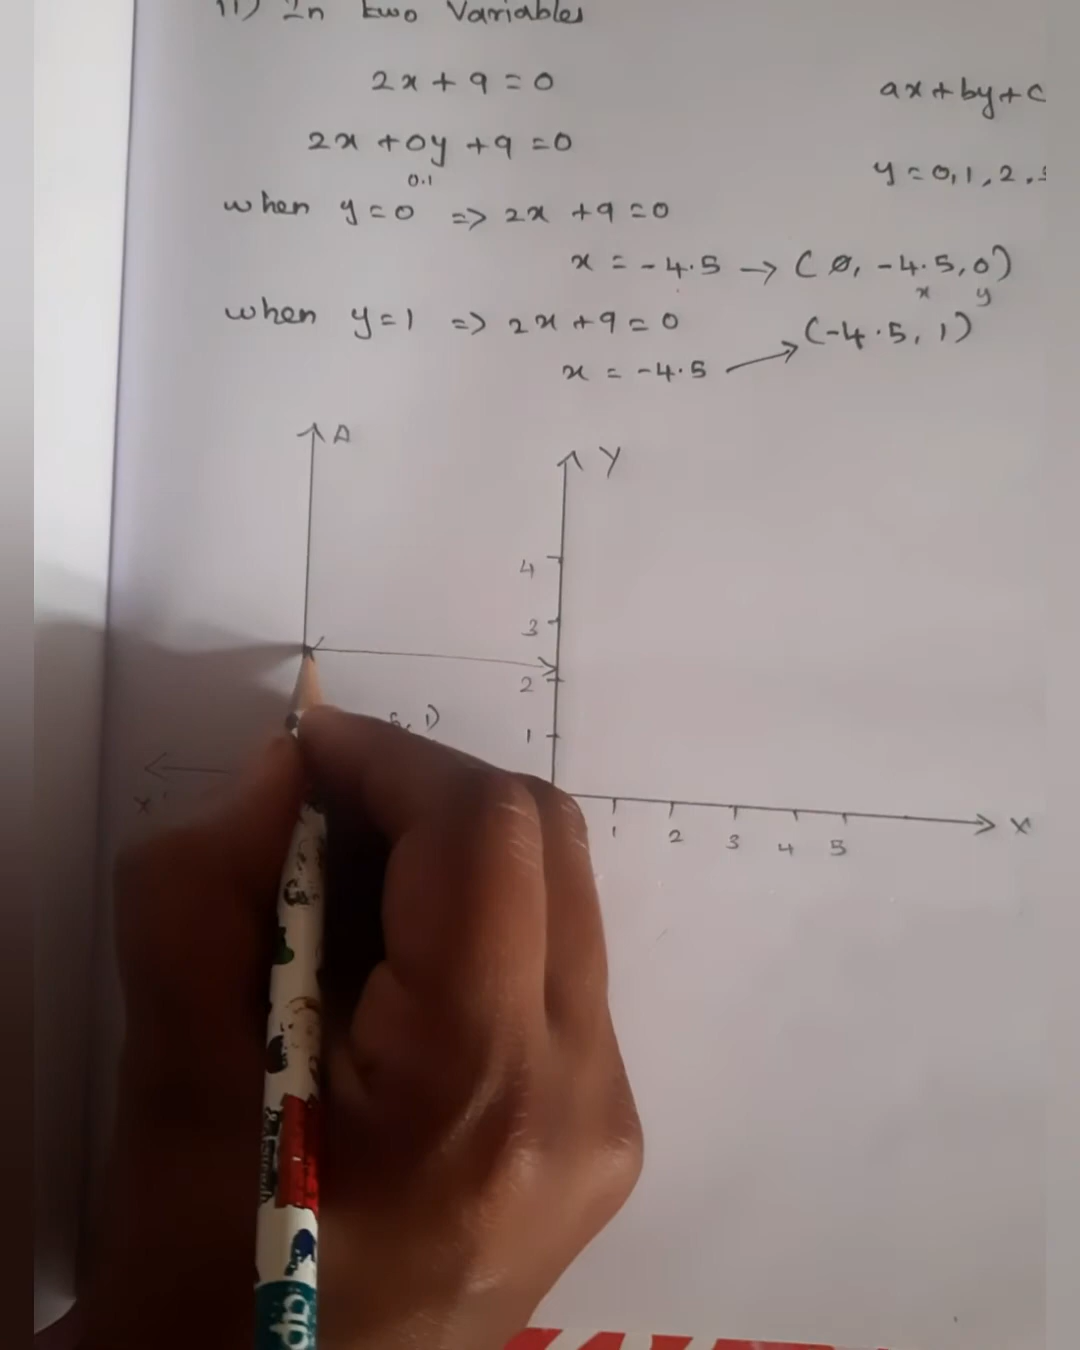 ii) In two Variables
2x + 9 = 0
ax + by + c
2x + 0y + 9 = 0
y = 0, 1, 2 .
0.1
when y = 0 => 2x + 9 = 0
x = -4.5 → (0, -4.5, 0)
x y
when y = 1 => 2x + 9 = 0
(-4.5, 1)
x = -4.5
A
Y
4
3
2
, 1)
1
X'
X
1 2 3 4 5